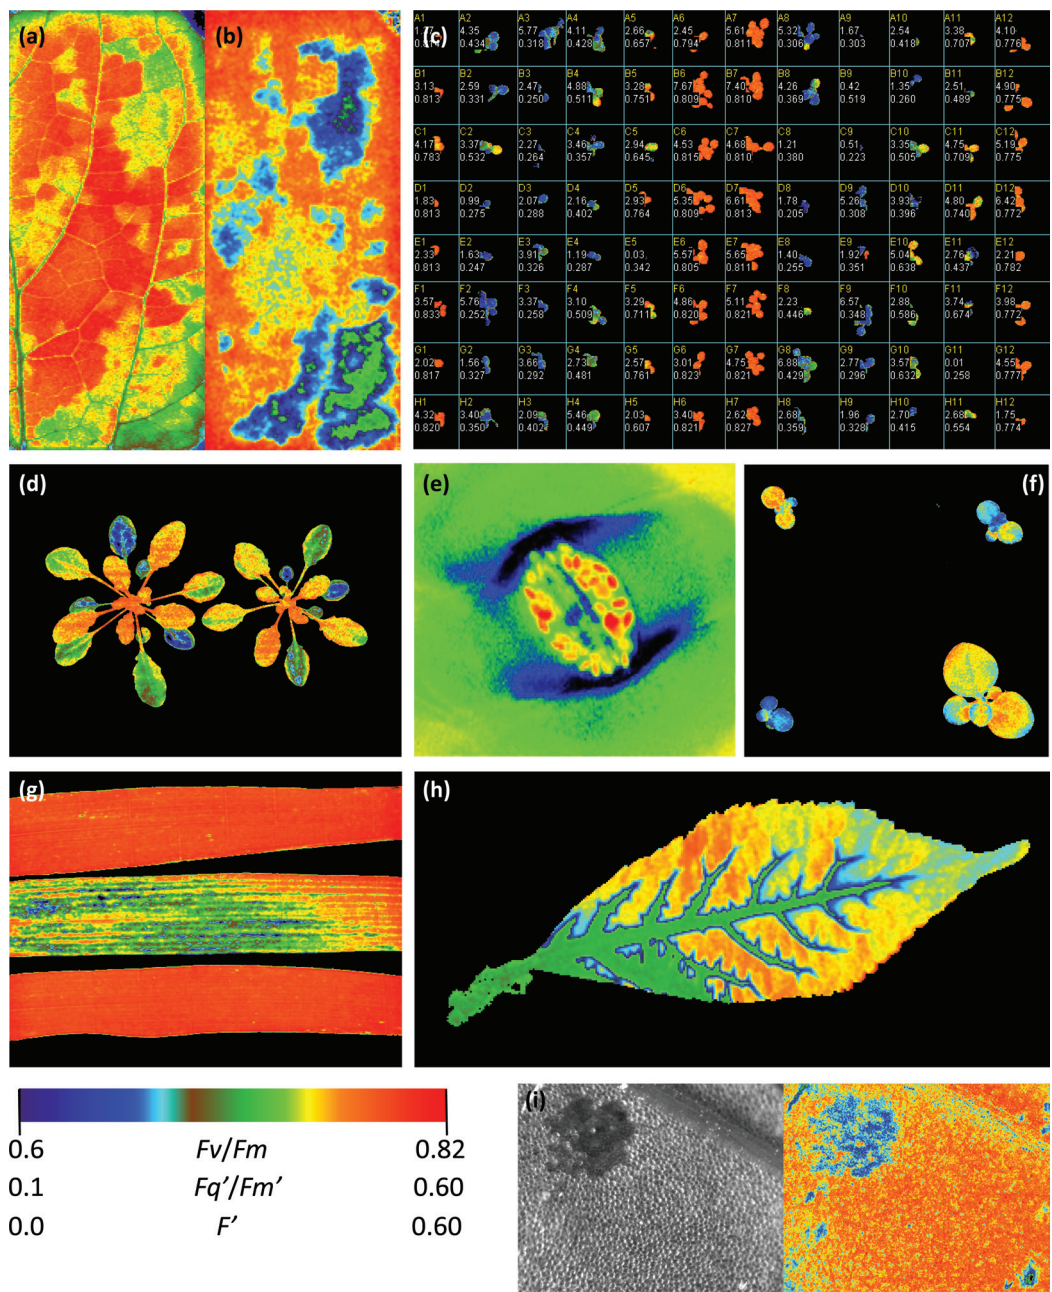 (a)
(b)
(c)
A1 A2 A3 A4 A5 A6 A7 A8 A9 A10 A11 A12
4.35 5.77 4.11 2.66 2.45 5.61 5.32 1.67 2.54 3.38 4.10
0.434 0.318 0.428 0.657 0.794 0.811 0.306 0.303 0.418 0.707 0.776
B1 B2 B3 B4 B5 B6 B7 B8 B9 B10 B11 B12
3.13 2.59 2.47 4.88 3.28 7.67 7.40 4.26 0.42 1.35 2.51 4.90
0.813 0.331 0.250 0.511 0.751 0.809 0.810 0.369 0.519 0.260 0.489 0.775
C1 C2 C3 C4 C5 C6 C7 C8 C9 C10 C11 C12
4.17 3.37 2.27 3.46 2.94 4.53 4.68 1.21 0.51 3.35 4.75 5.19
0.783 0.532 0.264 0.357 0.645 0.815 0.810 0.380 0.223 0.505 0.709 0.775
D1 D2 D3 D4 D5 D6 D7 D8 D9 D10 D11 D12
1.83 0.99 2.07 2.16 2.93 5.35 6.61 1.78 5.26 3.93 4.80 6.42
0.813 0.275 0.288 0.402 0.764 0.809 0.813 0.205 0.308 0.396 0.740 0.772
E1 E2 E3 E4 E5 E6 E7 E8 E9 E10 E11 E12
2.33 1.63 3.91 1.19 0.03 5.57 5.65 1.40 1.92 5.04 2.76 2.21
0.813 0.247 0.326 0.287 0.342 0.805 0.811 0.255 0.351 0.638 0.437 0.782
F1 F2 F3 F4 F5 F6 F7 F8 F9 F10 F11 F12
3.57 5.76 3.37 3.10 3.29 4.86 5.11 2.23 6.57 2.88 3.74 3.98
0.833 0.252 0.258 0.509 0.711 0.820 0.821 0.446 0.348 0.586 0.674 0.772
G1 G2 G3 G4 G5 G6 G7 G8 G9 G10 G11 G12
2.02 1.56 3.66 2.73 2.57 3.01 4.75 6.88 2.77 3.57 0.01 4.55
0.817 0.327 0.292 0.481 0.761 0.823 0.821 0.429 0.296 0.632 0.258 0.777
H1 H2 H3 H4 H5 H6 H7 H8 H9 H10 H11 H12
4.32 3.40 2.09 5.46 2.03 3.40 2.62 2.68 1.96 2.70 2.68 1.75
0.820 0.350 0.402 0.449 0.607 0.821 0.827 0.359 0.328 0.415 0.554 0.774
(d)
(e)
(f)
(g)
(h)
0.6 Fv/Fm 0.82
0.1 Fq'/Fm' 0.60
0.0 F' 0.60
(i)